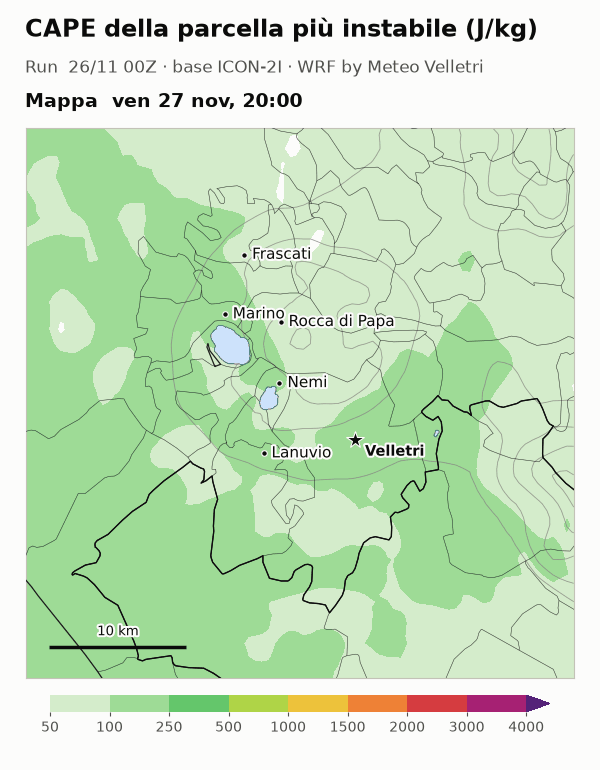 CAPE della parcella più instabile (J/kg)
Run  26/11 00Z · base ICON-2I · WRF by Meteo Velletri
Mappa  ven 27 nov, 20:00
Frascati
Marino
Rocca di Papa
Nemi
Velletri
Lanuvio
10 km
50 100 250 500 1000 1500 2000 3000 4000